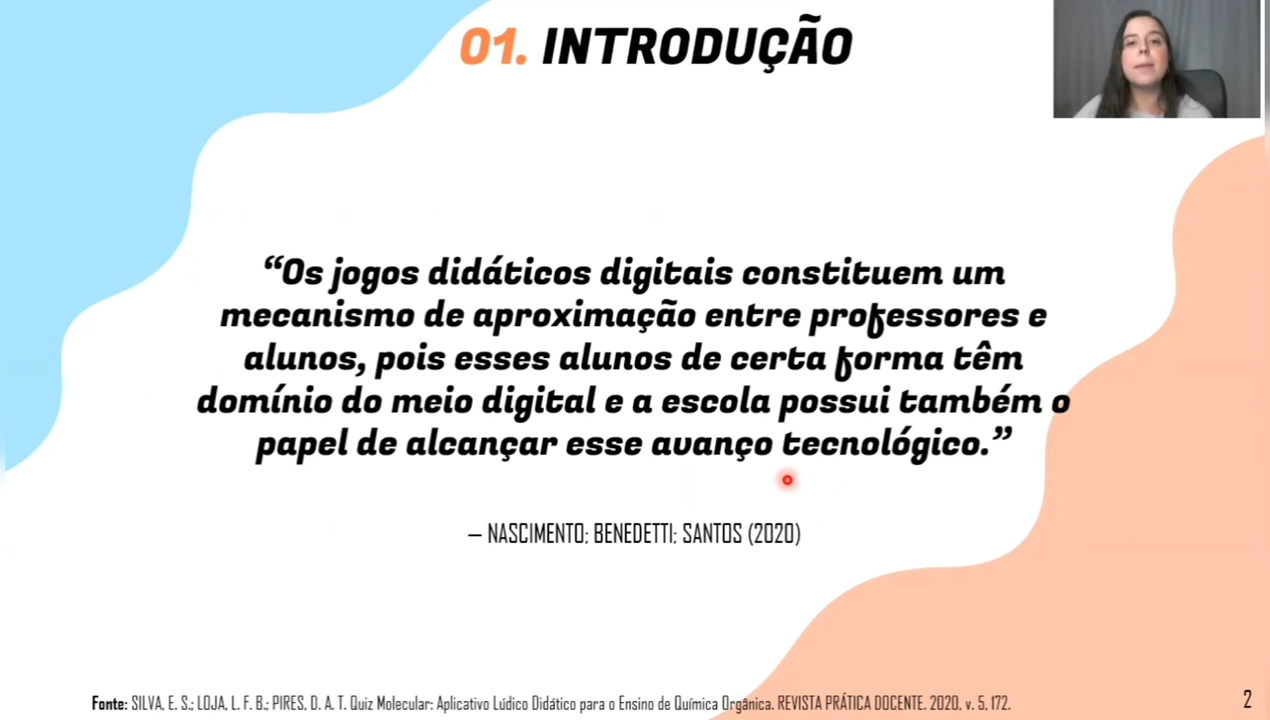 01. INTRODUÇÃO
“Os jogos didáticos digitais constituem um
mecanismo de aproximação entre professores e
alunos, pois esses alunos de certa forma têm
domínio do meio digital e a escola possui também o
papel de alcançar esse avanço tecnológico.”
— NASCIMENTO; BENEDETTI; SANTOS (2020)
Fonte: SILVA, E. S.; LOJA, L. F. B.; PIRES, D. A. T. Quiz Molecular: Aplicativo Lúdico Didático para o Ensino de Química Orgânica. REVISTA PRÁTICA DOCENTE. 2020, v. 5, 172.
2